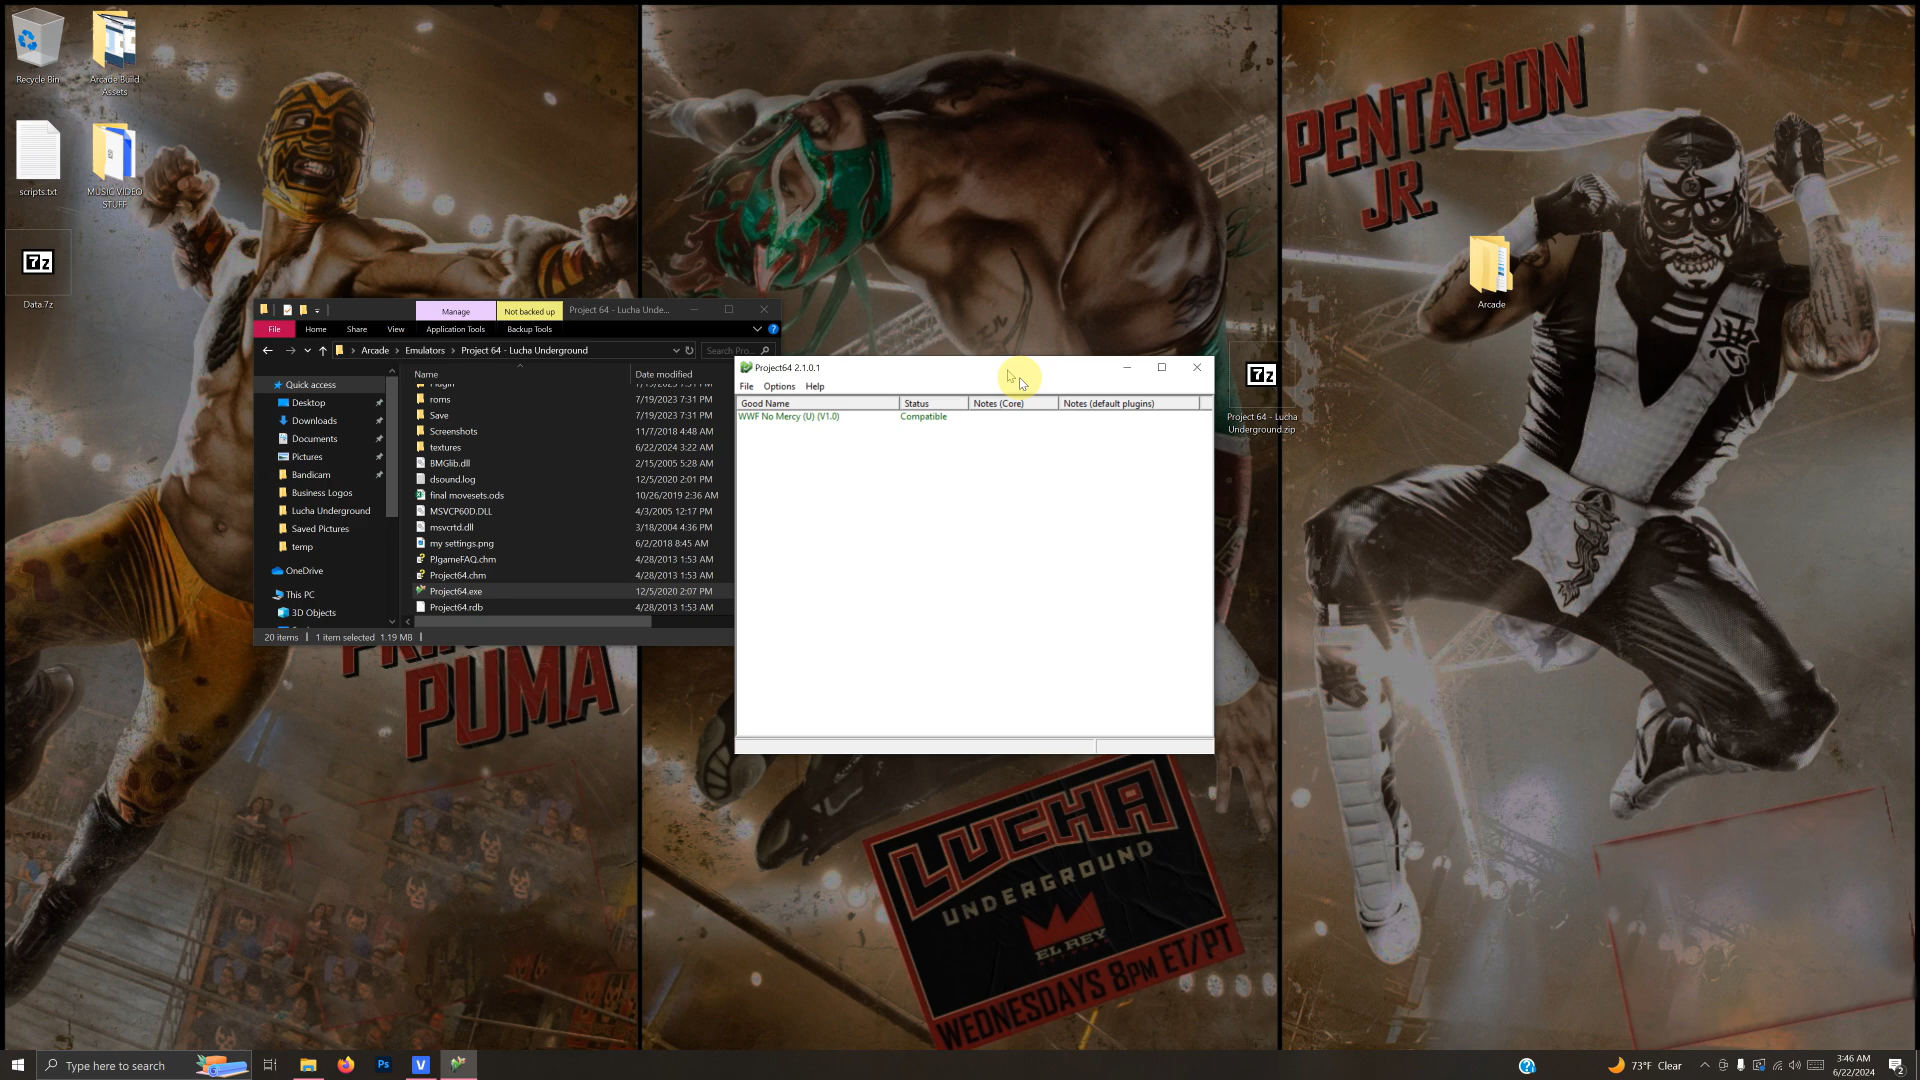 Recycle Bin
Arcade Build
Assets
scripts.txt
MUSIC VIDEO
STUFF
Data.7z
PENTAGON
JR.
Arcade
Project 64 - Lucha
Underground.zip
Manage
Not backed up
Project 64 - Lucha Unde...
File
Home
Share
View
Application Tools
Backup Tools
Arcade
Emulators
Project 64 - Lucha Underground
Search Pro...
Name
Date modified
Quick access
Desktop
Downloads
Documents
Pictures
Bandicam
Business Logos
Lucha Underground
Saved Pictures
temp
OneDrive
This PC
3D Objects
roms 7/19/2023 7:31 PM
Save 7/19/2023 7:31 PM
Screenshots 11/7/2018 4:48 AM
textures 6/22/2024 3:22 AM
BMGlib.dll 2/15/2005 5:28 AM
dsound.log 12/5/2020 2:01 PM
final movesets.ods 10/26/2019 2:36 AM
MSVCP60D.DLL 4/3/2005 12:17 PM
msvcrtd.dll 3/18/2004 4:36 PM
my settings.png 6/2/2018 8:45 AM
PJgameFAQ.chm 4/28/2013 1:53 AM
Project64.chm 4/28/2013 1:53 AM
Project64.exe 12/5/2020 2:07 PM
Project64.rdb 4/28/2013 1:53 AM
20 items
1 item selected 1.19 MB
Project64 2.1.0.1
File Options Help
Good Name Status Notes (Core) Notes (default plugins)
WWF No Mercy (U) (V1.0) Compatible
PUMA
LUCHA
UNDERGROUND
EL REY
WEDNESDAYS 8PM ET/PT
Type here to search
Ps
V
73°F Clear
3:46 AM
6/22/2024
2